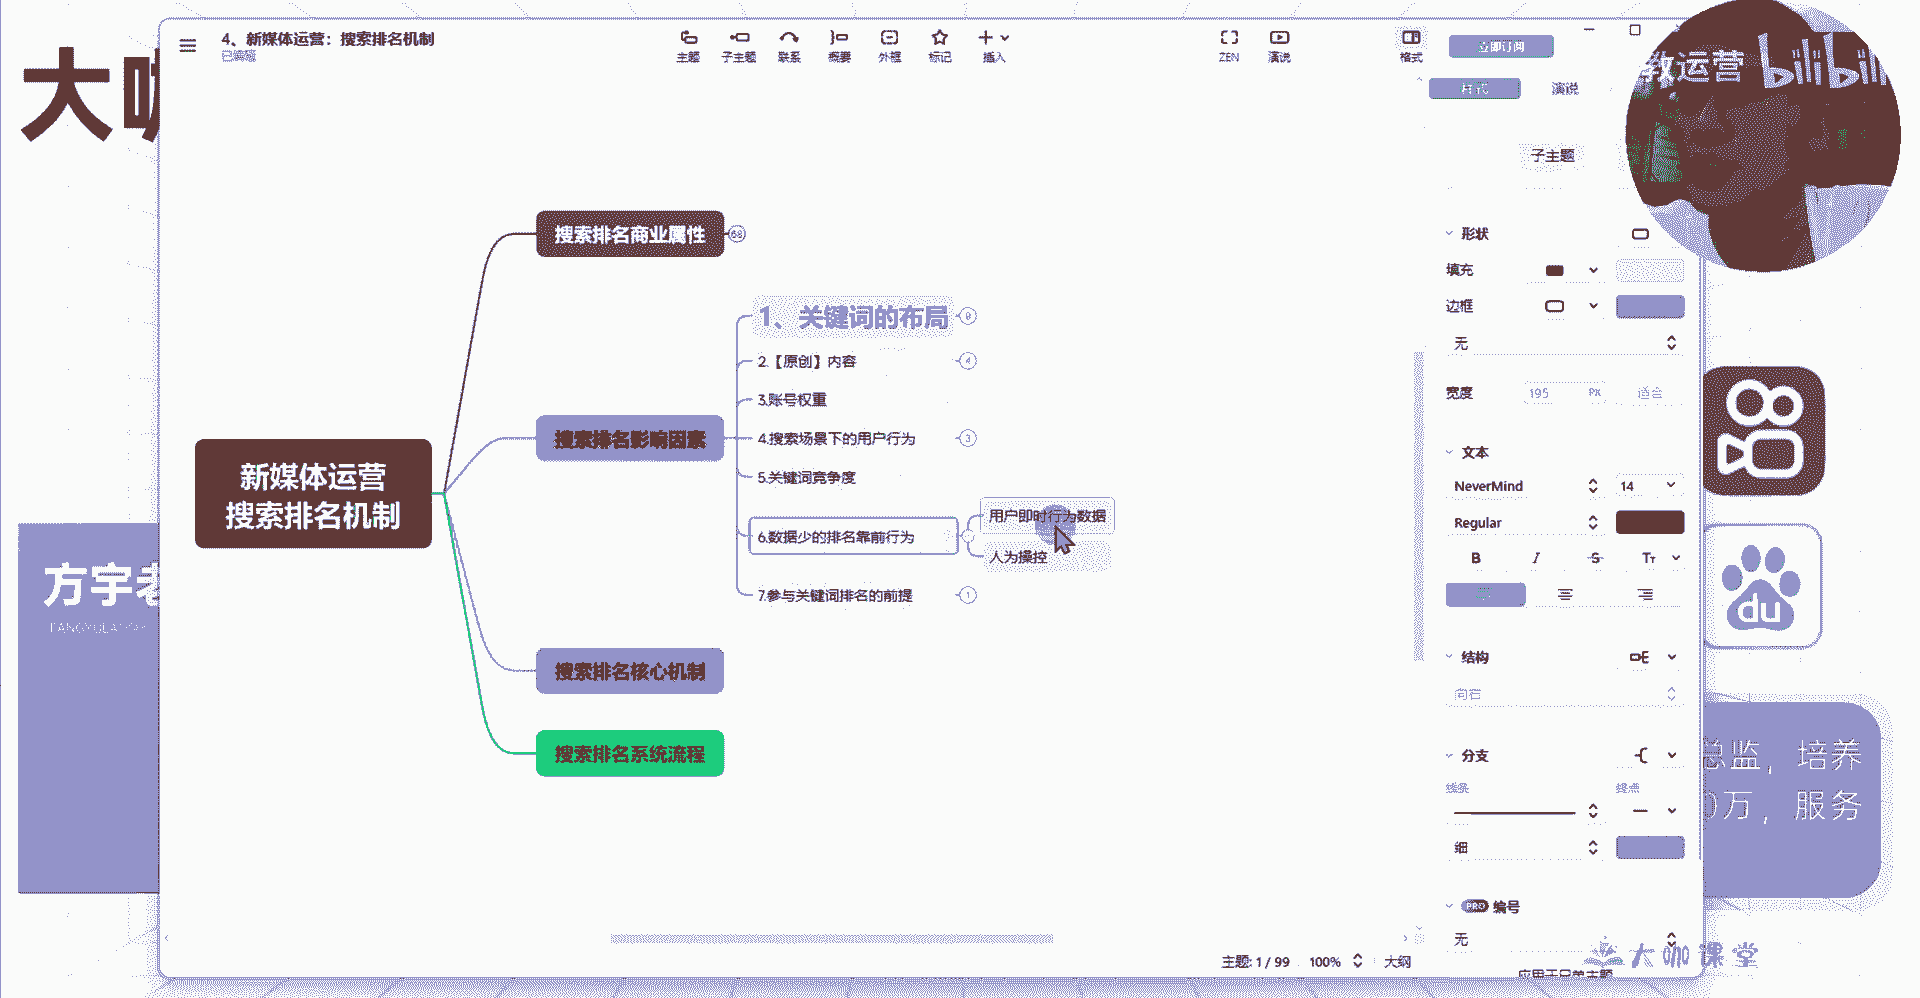 4、新媒体运营：搜索排名机制
已编辑
主题
子主题
联系
概要
外框
标记
插入
ZEN
演说
格式
立即订阅
样式
演说
教运营
bilibili
大
子主题
形状
填充
边框
无
宽度
195
PX
适合
文本
NeverMind
14
Regular
B
I
S
TT
结构
向右
分支
线条
终点
细
PRO
编号
无
应用于兄弟主题
新媒体运营
搜索排名机制
搜索排名商业属性
68
搜索排名影响因素
1、关键词的布局
9
2.【原创】内容
4
3.账号权重
4.搜索场景下的用户行为
3
5.关键词竞争度
6.数据少的排名靠前行为
用户即时行为数据
人为操控
7.参与关键词排名的前提
1
搜索排名核心机制
搜索排名系统流程
方宇老
du
总监，培养
0万，服务
主题: 1 / 99
100%
大纲
大咖课堂